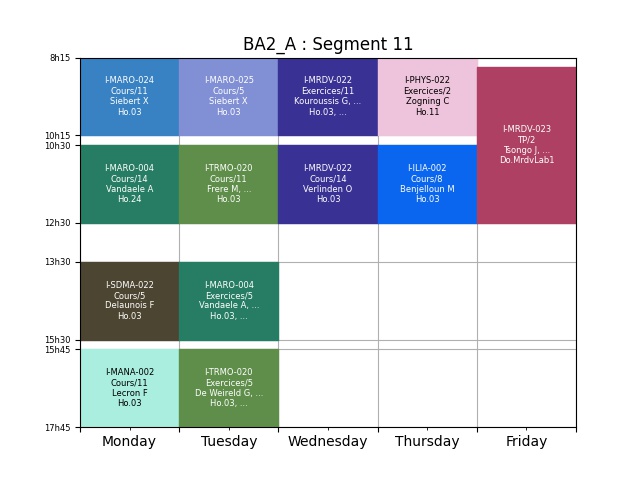 BA2_A : Segment 11
8h15
I-MARO-024
Cours/11
Siebert X
Ho.03
I-MARO-025
Cours/5
Siebert X
Ho.03
I-MRDV-022
Exercices/11
Kouroussis G, ...
Ho.03, ...
I-PHYS-022
Exercices/2
Zogning C
Ho.11
I-MRDV-023
TP/2
Tsongo J, ...
Do.MrdvLab1
10h15
10h30
I-MARO-004
Cours/14
Vandaele A
Ho.24
I-TRMO-020
Cours/11
Frere M, ...
Ho.03
I-MRDV-022
Cours/14
Verlinden O
Ho.03
I-ILIA-002
Cours/8
Benjelloun M
Ho.03
12h30
13h30
I-SDMA-022
Cours/5
Delaunois F
Ho.03
I-MARO-004
Exercices/5
Vandaele A, ...
Ho.03, ...
15h30
15h45
I-MANA-002
Cours/11
Lecron F
Ho.03
I-TRMO-020
Exercices/5
De Weireld G, ...
Ho.03, ...
17h45
Monday
Tuesday
Wednesday
Thursday
Friday